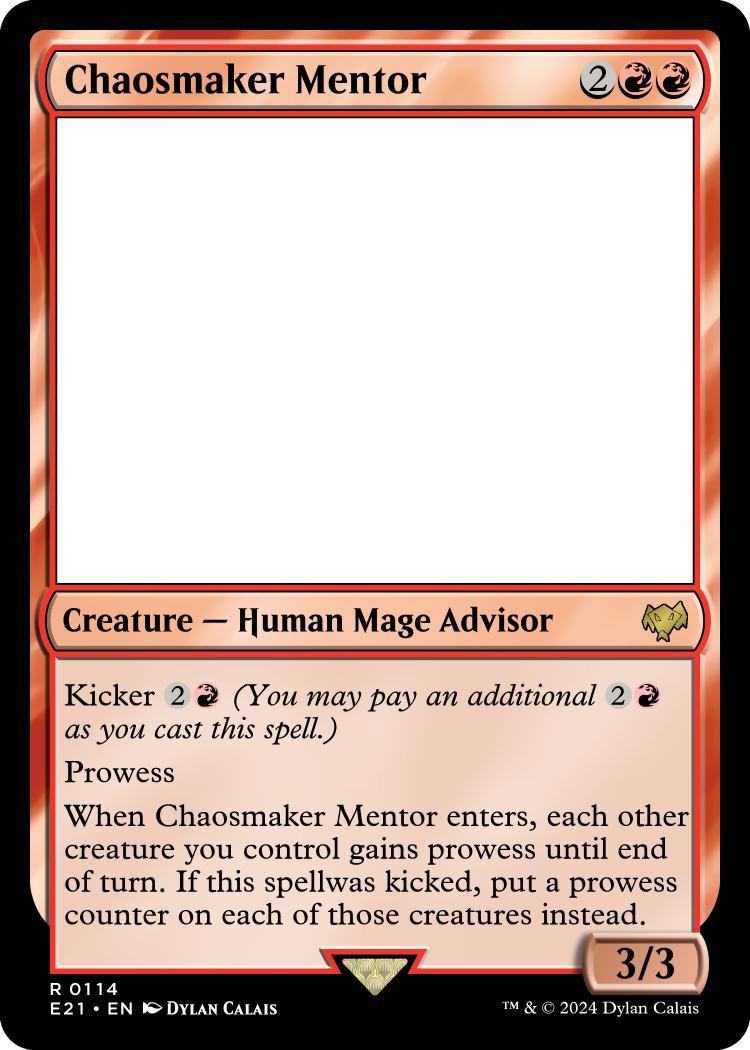 Chaosmaker Mentor 2
Creature — Human Mage Advisor
Kicker 2 (You may pay an additional 2
as you cast this spell.)
Prowess
When Chaosmaker Mentor enters, each other
creature you control gains prowess until end
of turn. If this spellwas kicked, put a prowess
counter on each of those creatures instead.
3/3
R 0114
E21 • EN Dylan Calais
™ & © 2024 Dylan Calais